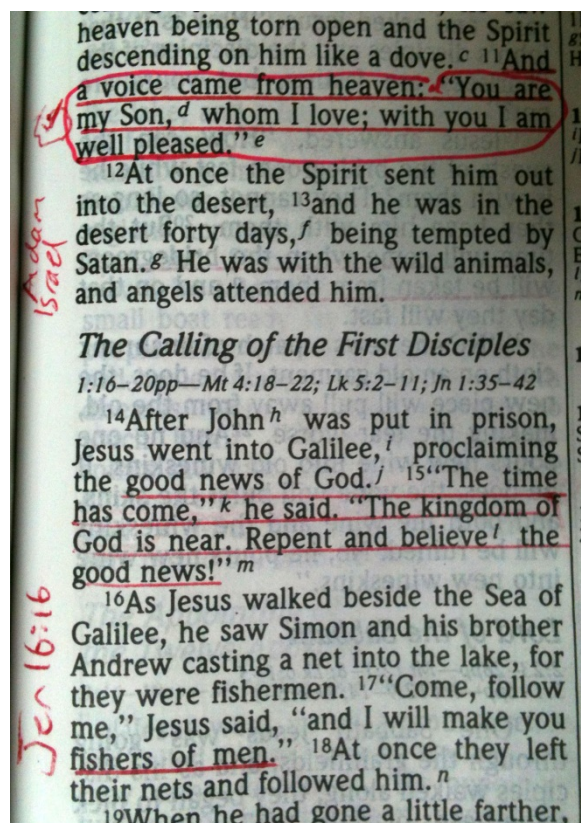 heaven being torn open and the Spirit
descending on him like a dove. c 11And
a voice came from heaven: “You are
my Son, d whom I love; with you I am
well pleased.” e
12At once the Spirit sent him out
into the desert, 13and he was in the
desert forty days, f being tempted by
Satan. g He was with the wild animals,
and angels attended him.
Adam
Israel
The Calling of the First Disciples
1:16–20pp—Mt 4:18–22; Lk 5:2–11; Jn 1:35–42
14After John h was put in prison,
Jesus went into Galilee, i proclaiming
the good news of God. j 15“The time
has come,” k he said. “The kingdom of
God is near. Repent and believe l the
good news!” m
16As Jesus walked beside the Sea of
Galilee, he saw Simon and his brother
Andrew casting a net into the lake, for
they were fishermen. 17“Come, follow
me,” Jesus said, “and I will make you
fishers of men.” 18At once they left
their nets and followed him. n
19When he had gone a little farther,
Jer 16:16